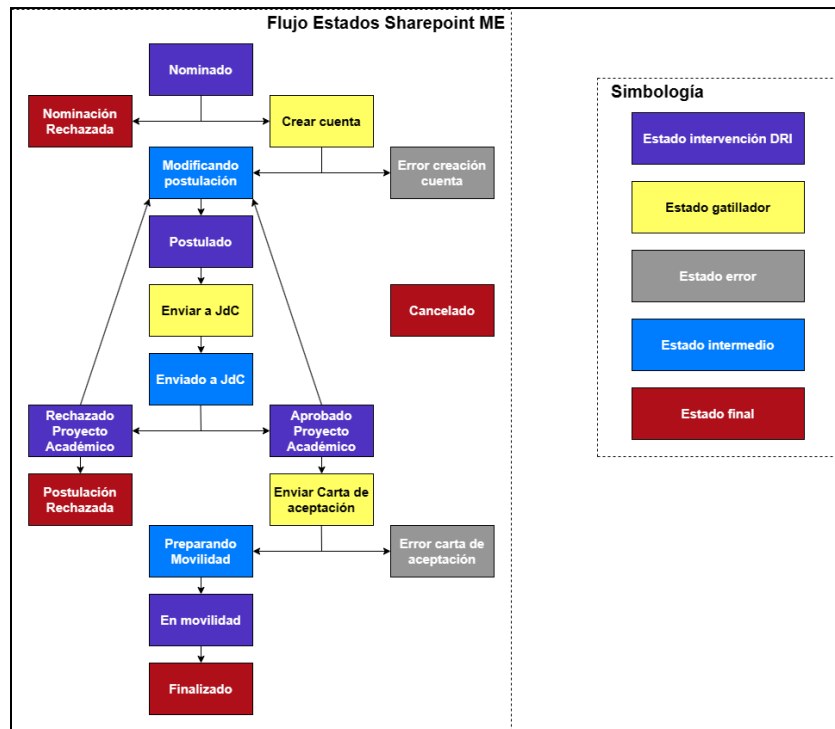 Flujo Estados Sharepoint ME
Nominado
Nominación
Rechazada
Crear cuenta
Modificando
postulación
Error creación
cuenta
Postulado
Enviar a JdC
Cancelado
Enviado a JdC
Rechazado
Proyecto
Académico
Aprobado
Proyecto
Académico
Postulación
Rechazada
Enviar Carta de
aceptación
Preparando
Movilidad
Error carta de
aceptación
En movilidad
Finalizado
Simbología
Estado intervención DRI
Estado gatillador
Estado error
Estado intermedio
Estado final